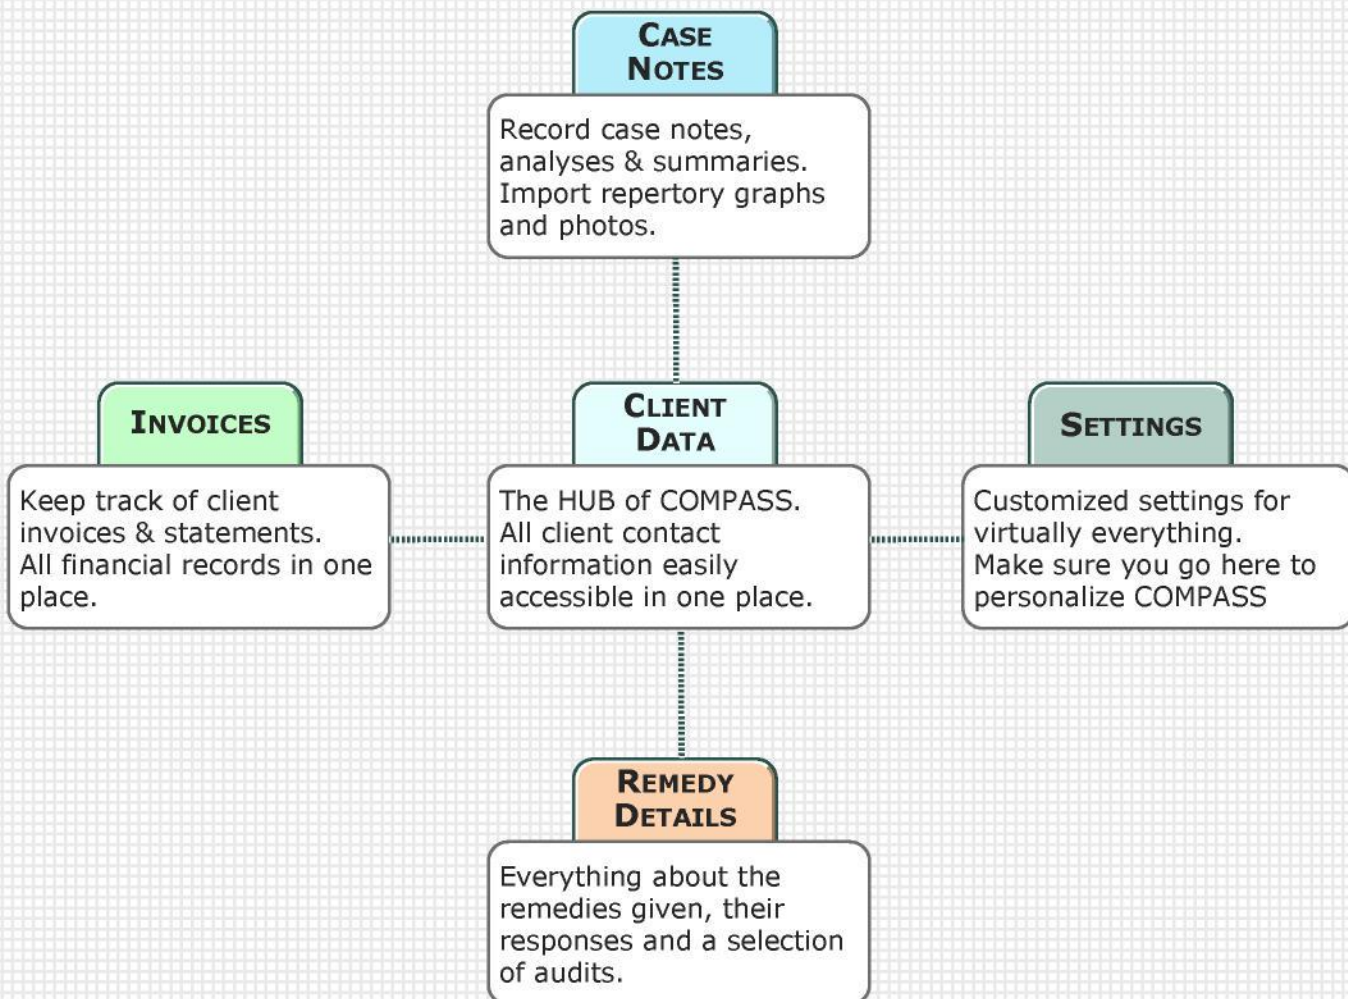 CASE
NOTES
Record case notes,
analyses & summaries.
Import repertory graphs
and photos.
INVOICES
Keep track of client
invoices & statements.
All financial records in one
place.
CLIENT
DATA
The HUB of COMPASS.
All client contact
information easily
accessible in one place.
SETTINGS
Customized settings for
virtually everything.
Make sure you go here to
personalize COMPASS
REMEDY
DETAILS
Everything about the
remedies given, their
responses and a selection
of audits.